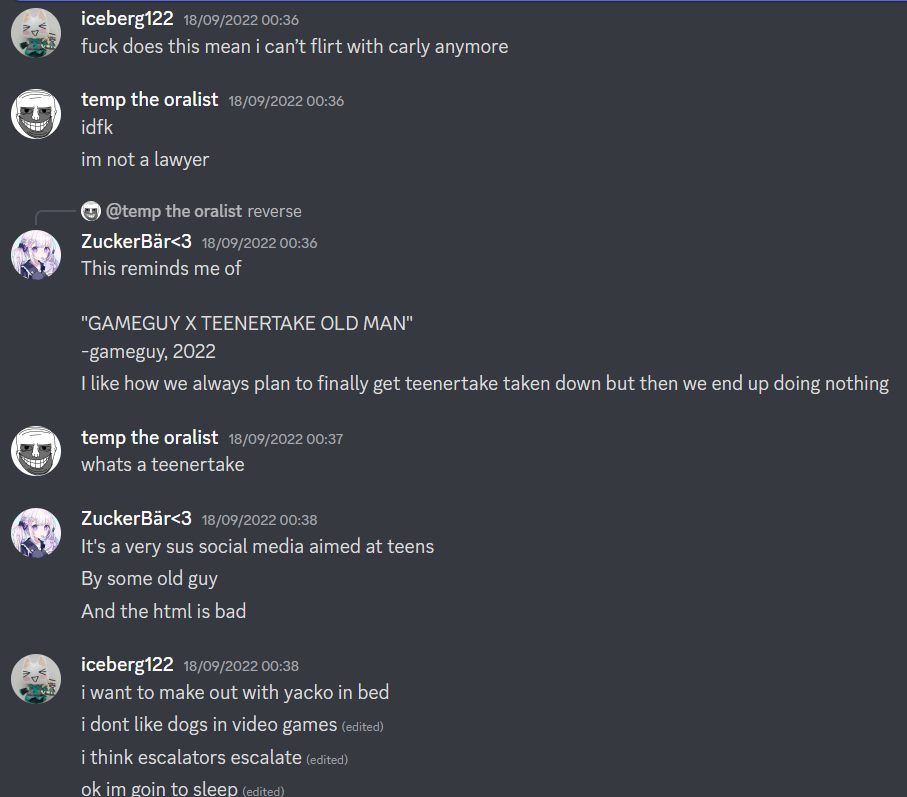 iceberg122 18/09/2022 00:36
fuck does this mean i can’t flirt with carly anymore
temp the oralist 18/09/2022 00:36
idfk
im not a lawyer
@temp the oralist reverse
ZuckerBär<3 18/09/2022 00:36
This reminds me of
"GAMEGUY X TEENERTAKE OLD MAN"
-gameguy, 2022
I like how we always plan to finally get teenertake taken down but then we end up doing nothing
temp the oralist 18/09/2022 00:37
whats a teenertake
ZuckerBär<3 18/09/2022 00:38
It's a very sus social media aimed at teens
By some old guy
And the html is bad
iceberg122 18/09/2022 00:38
i want to make out with yacko in bed
i dont like dogs in video games (edited)
i think escalators escalate (edited)
ok im goin to sleep (edited)